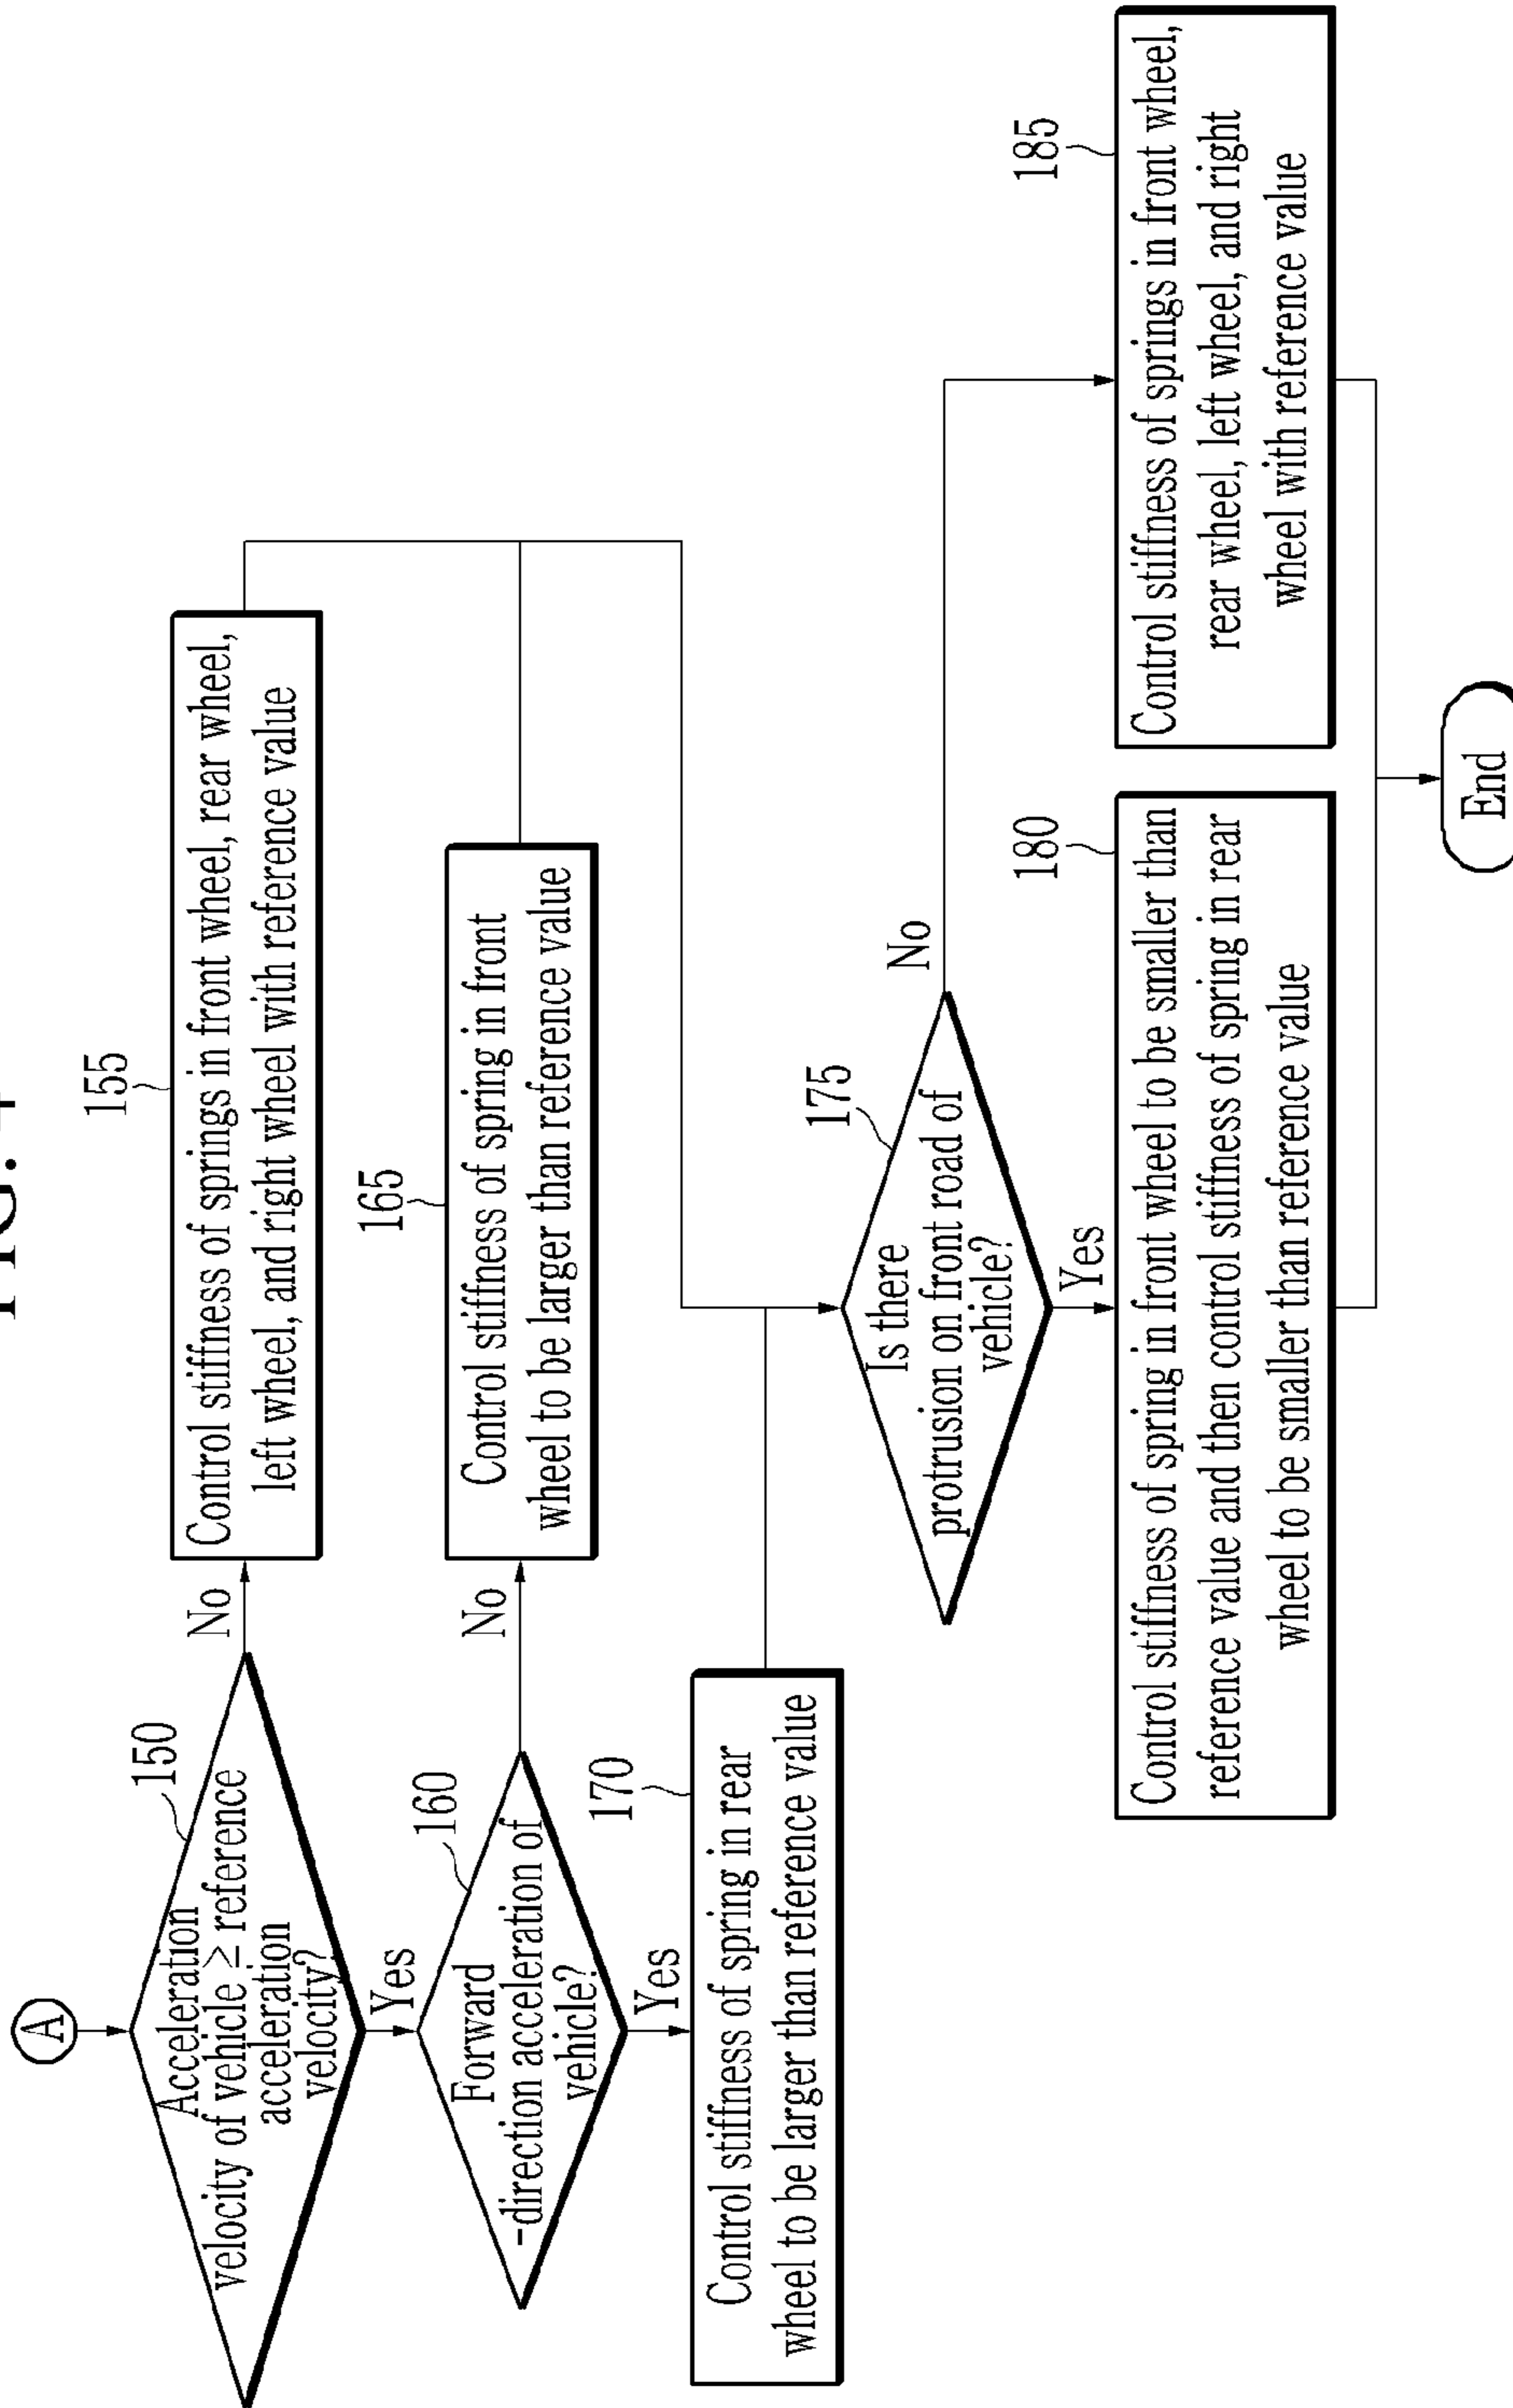 FIG. 4
A
150
Acceleration
velocity of vehicle ≥ reference
acceleration
velocity?
No
Yes
155
Control stiffness of springs in front wheel, rear wheel,
left wheel, and right wheel with reference value
160
Forward
-direction acceleration of
vehicle?
No
Yes
165
Control stiffness of spring in front
wheel to be larger than reference value
170
Control stiffness of spring in rear
wheel to be larger than reference value
175
Is there
protrusion on front road of
vehicle?
No
Yes
180
Control stiffness of spring in front wheel to be smaller than
reference value and then control stiffness of spring in rear
wheel to be smaller than reference value
185
Control stiffness of springs in front wheel,
rear wheel, left wheel, and right
wheel with reference value
End